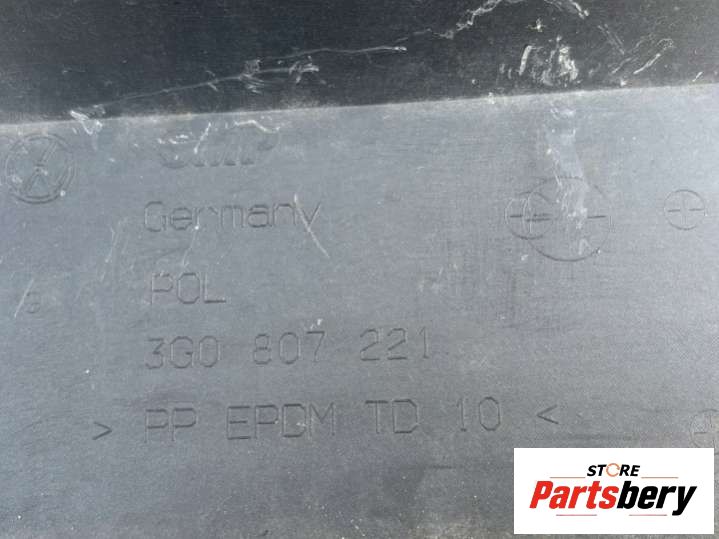 Germany
POL
3G0 807 221
> PP EPDM TD 10 <
STORE
Partsbery